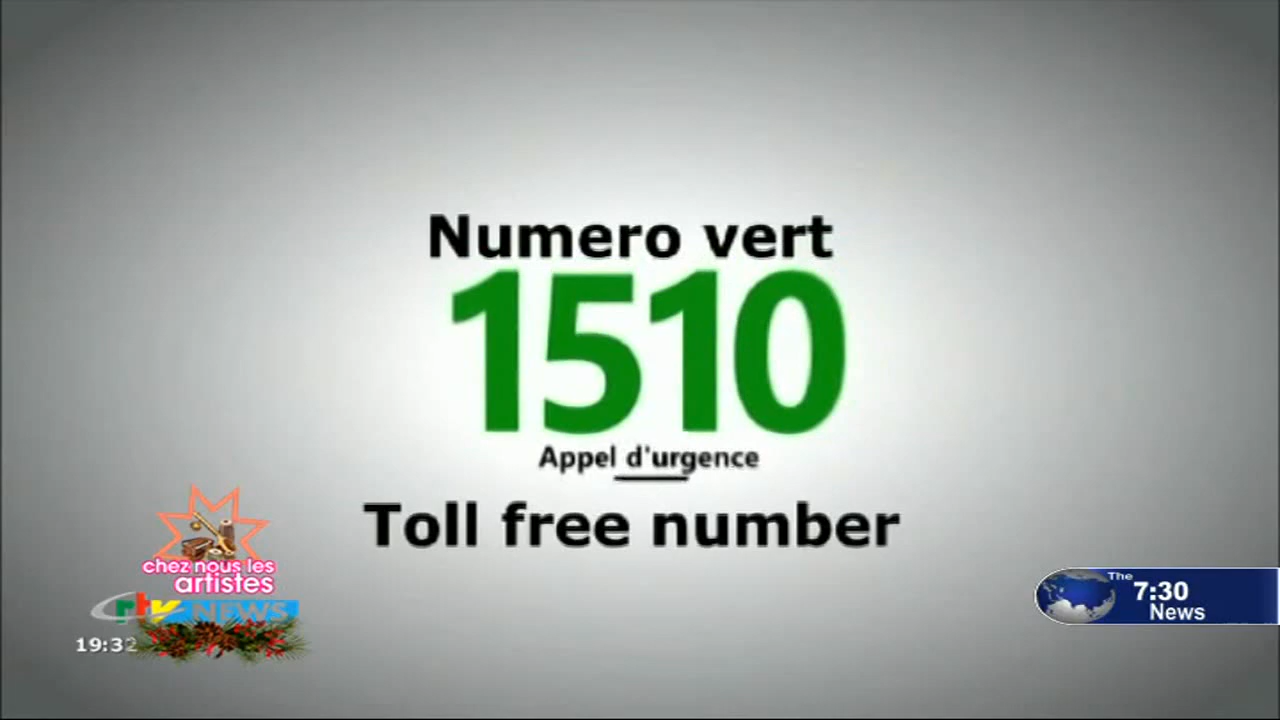 Numero vert
1510
Appel d'urgence
Toll free number
chez nous les
artistes
crtv NEWS
19:32
The
7:30
News